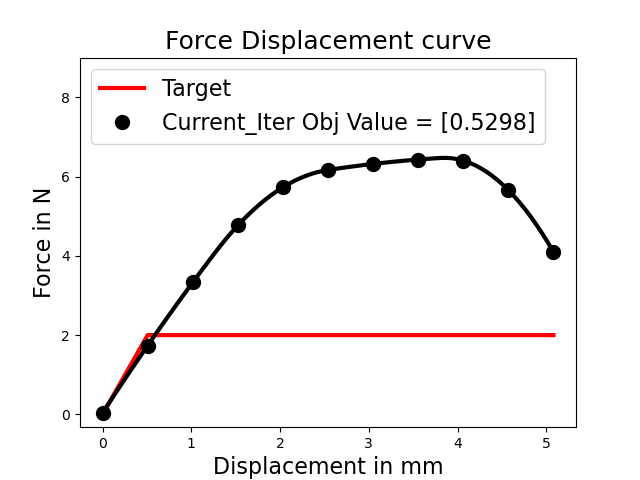 Force Displacement curve
Target
Current_Iter Obj Value = [0.5298]
8
6
4
2
0
Force in N
0 1 2 3 4 5
Displacement in mm